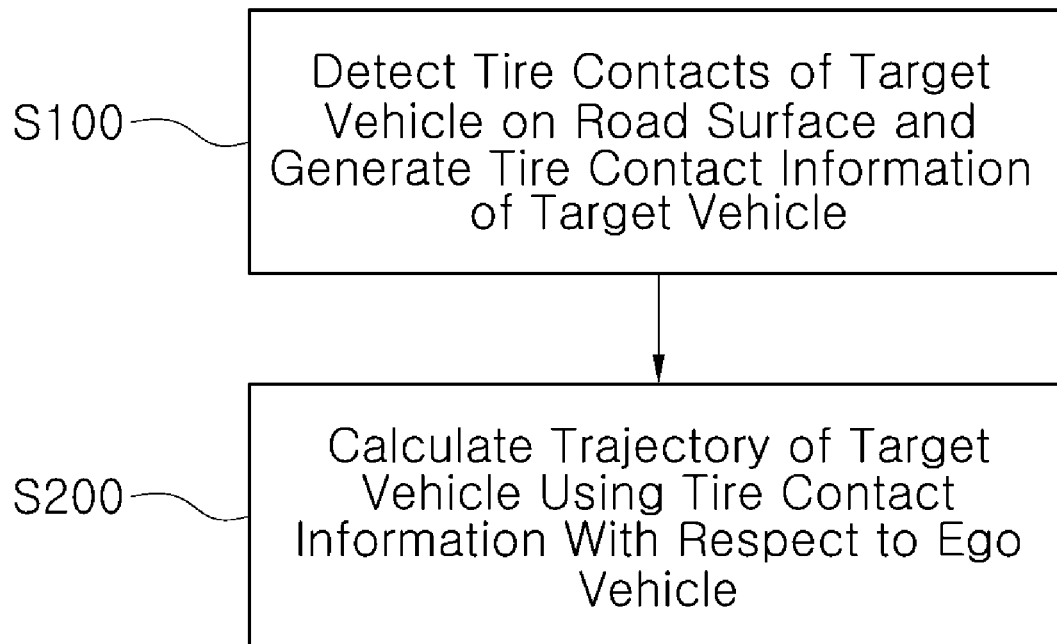 S100
Detect Tire Contacts of Target
Vehicle on Road Surface and
Generate Tire Contact Information
of Target Vehicle
S200
Calculate Trajectory of Target
Vehicle Using Tire Contact
Information With Respect to Ego
Vehicle